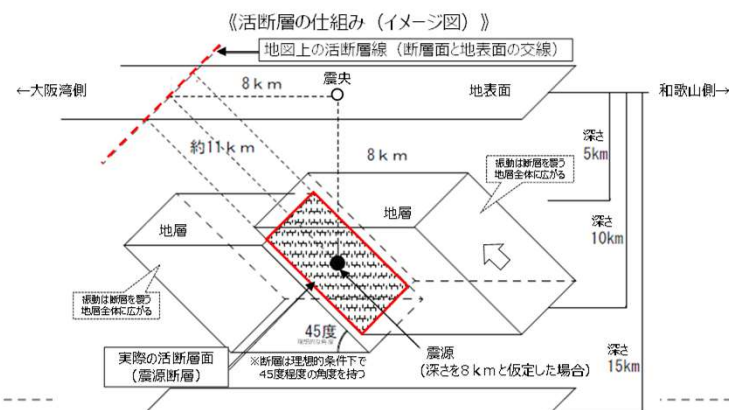 《活断層の仕組み（イメージ図）》
地図上の活断層線（断層面と地表面の交線）
←大阪湾側
8ｋｍ
震央
地表面
和歌山側→
約11ｋｍ
8ｋｍ
深さ
5km
振動は断層を覆う
地層全体に広がる
地層
地層
深さ
10km
振動は断層を覆う
地層全体に広がる
45度
実際の活断層面
（震源断層）
※断層は理想的条件下で
45度程度の角度を持つ
震源
（深さを8ｋｍと仮定した場合）
深さ
15km